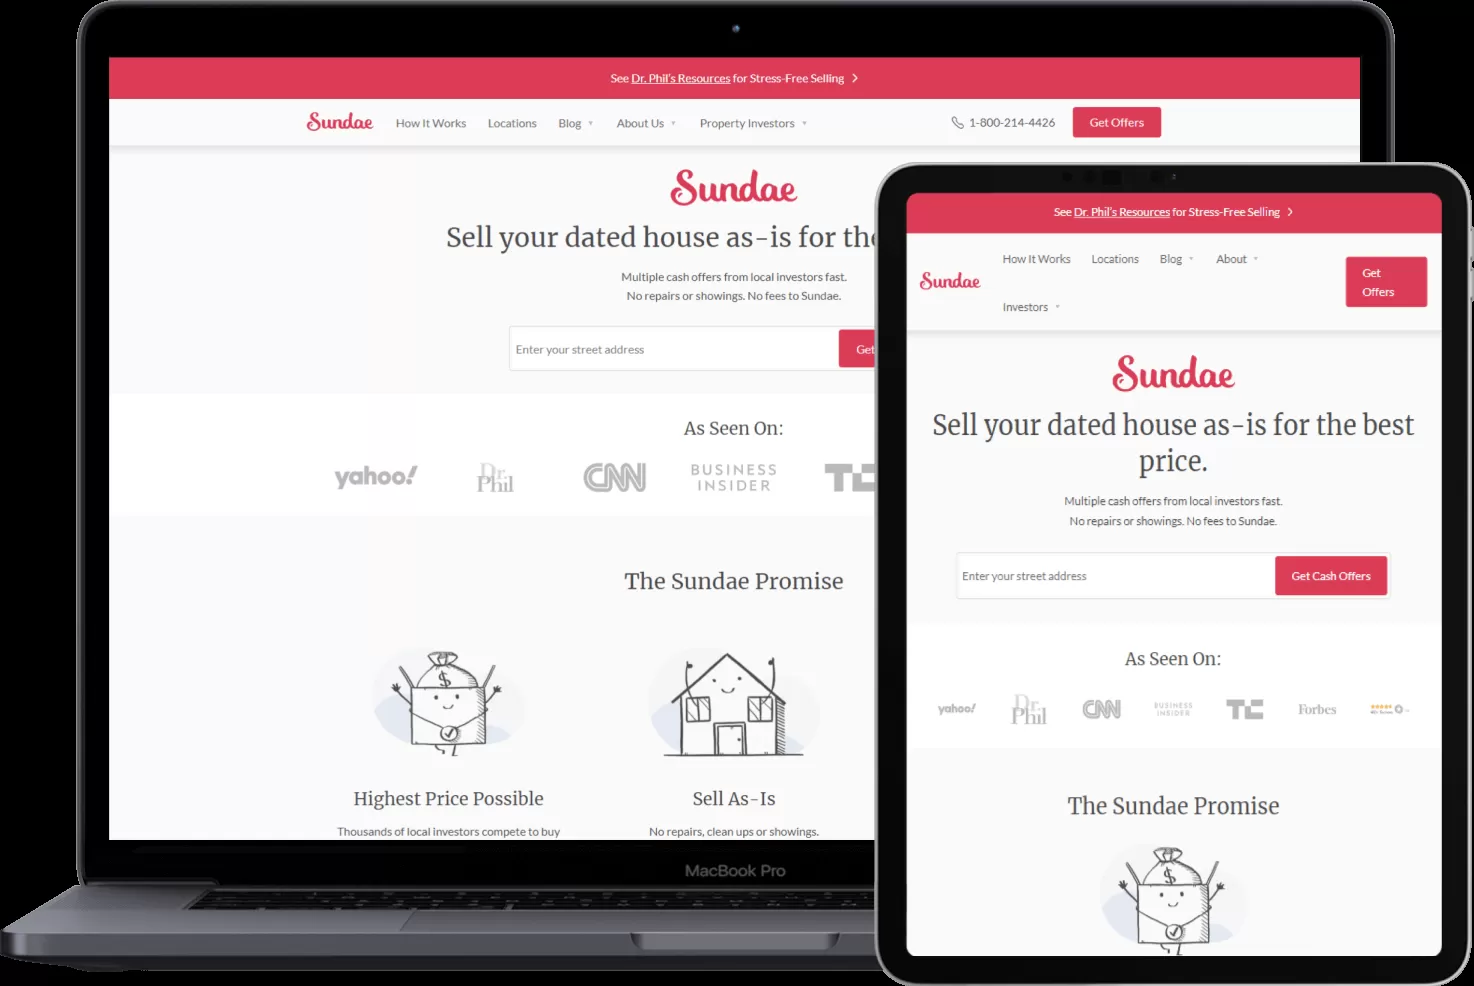 See Dr. Phil's Resources for Stress-Free Selling
Sundae How It Works Locations Blog About Us Property Investors 1-800-214-4426 Get Offers
Sundae
Sell your dated house as-is for the
Multiple cash offers from local investors fast.
No repairs or showings. No fees to Sundae.
Enter your street address Get
As Seen On:
yahoo! Dr. Phil CNN BUSINESS INSIDER TC
The Sundae Promise
$
Highest Price Possible Sell As-Is
Thousands of local investors compete to buy No repairs, clean ups or showings.
MacBook Pro
See Dr. Phil's Resources for Stress-Free Selling
Sundae How It Works Locations Blog About
Investors
Get
Offers
Sundae
Sell your dated house as-is for the best
price.
Multiple cash offers from local investors fast.
No repairs or showings. No fees to Sundae.
Enter your street address Get Cash Offers
As Seen On:
yahoo! Dr. Phil CNN BUSINESS INSIDER TC Forbes
The Sundae Promise
$